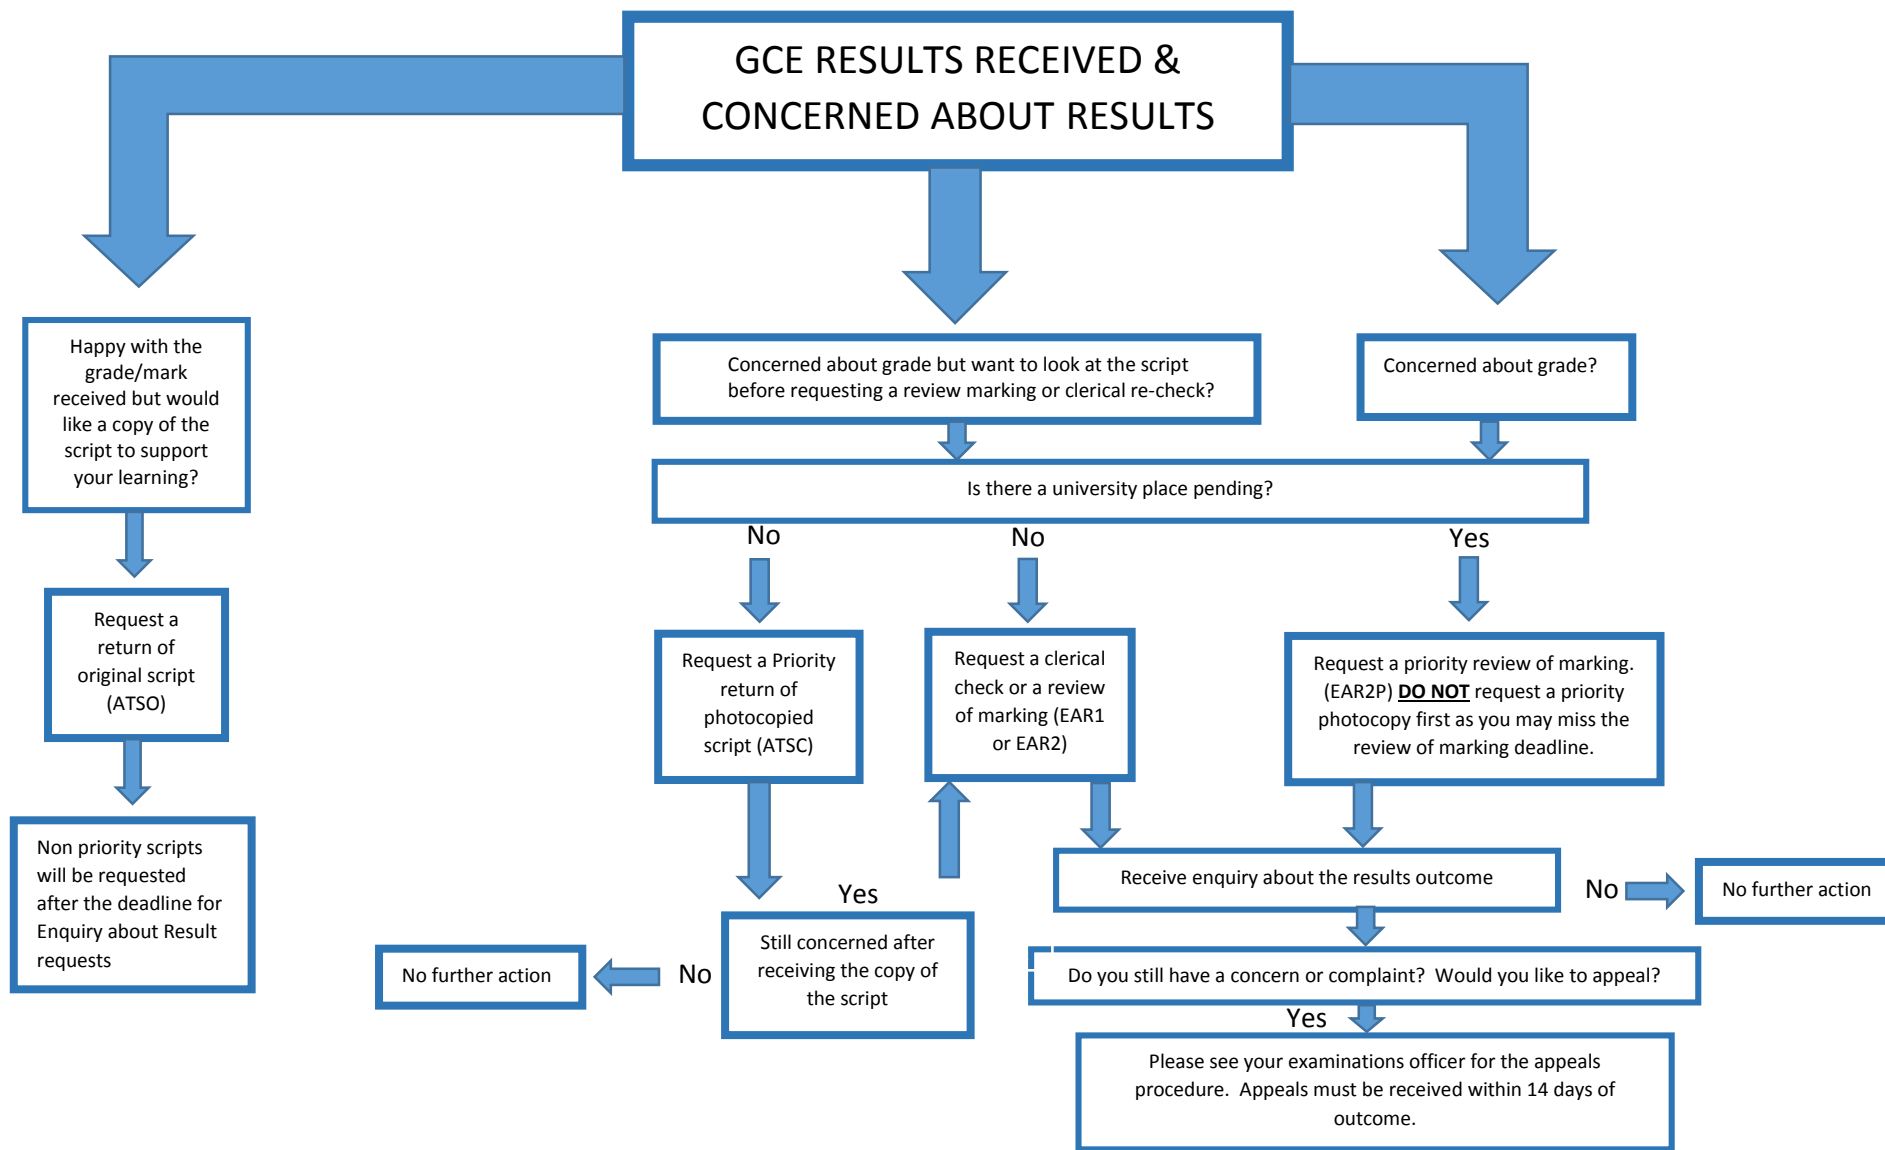 GCE RESULTS RECEIVED &
CONCERNED ABOUT RESULTS
Happy with the
grade/mark
received but would
like a copy of the
script to support
your learning?
Concerned about grade but want to look at the script
before requesting a review marking or clerical re-check?
Concerned about grade?
Is there a university place pending?
No
No
Yes
Request a
return of
original script
(ATSO)
Request a Priority
return of
photocopied
script (ATSC)
Request a clerical
check or a review
of marking (EAR1
or EAR2)
Request a priority review of marking.
(EAR2P) DO NOT request a priority
photocopy first as you may miss the
review of marking deadline.
Non priority scripts
will be requested
after the deadline for
Enquiry about Result
requests
Yes
Receive enquiry about the results outcome
No
No further action
Still concerned after
receiving the copy of
the script
No
No further action
Do you still have a concern or complaint?  Would you like to appeal?
Yes
Please see your examinations officer for the appeals
procedure.  Appeals must be received within 14 days of
outcome.